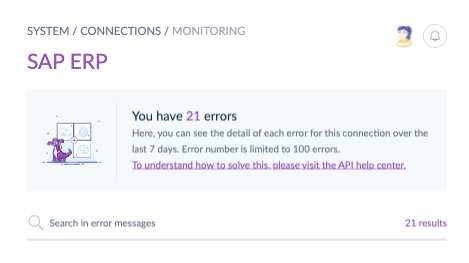 SYSTEM / CONNECTIONS / MONITORING
SAP ERP
You have 21 errors
Here, you can see the detail of each error for this connection over the
last 7 days. Error number is limited to 100 errors.
To understand how to solve this, please visit the API help center.
Search in error messages
21 results